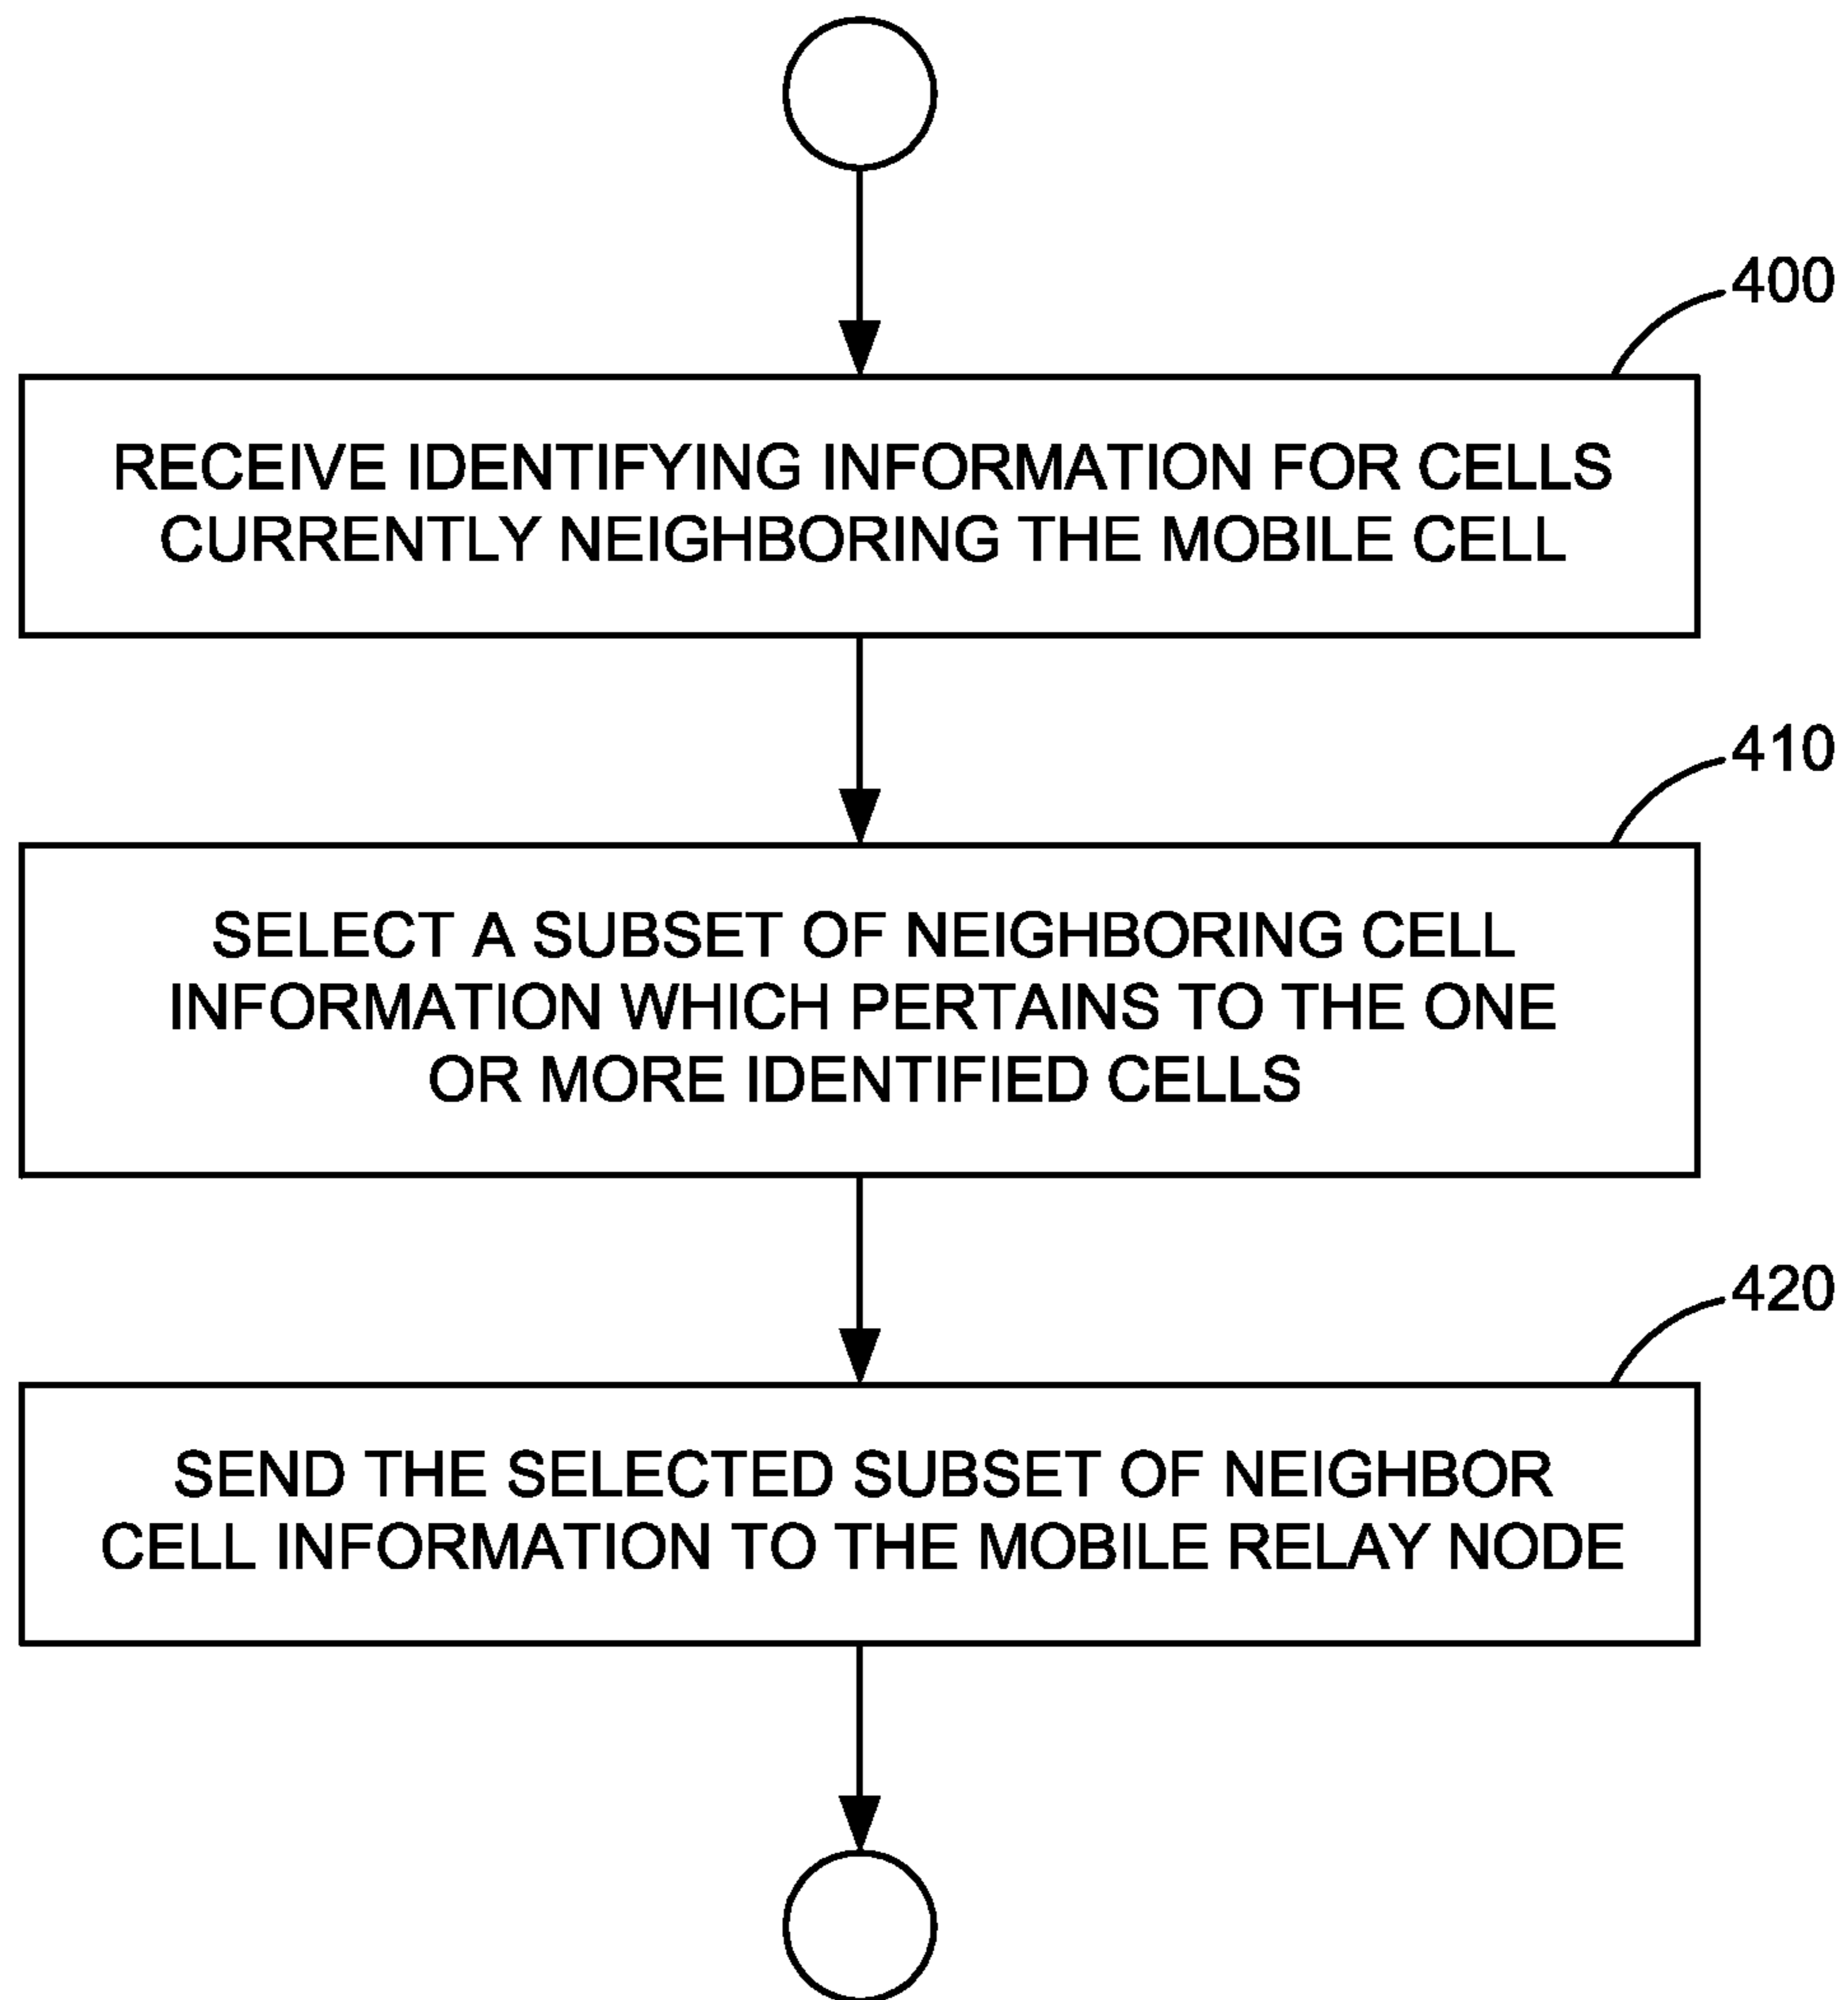 400
RECEIVE IDENTIFYING INFORMATION FOR CELLS
CURRENTLY NEIGHBORING THE MOBILE CELL
410
SELECT A SUBSET OF NEIGHBORING CELL
INFORMATION WHICH PERTAINS TO THE ONE
OR MORE IDENTIFIED CELLS
420
SEND THE SELECTED SUBSET OF NEIGHBOR
CELL INFORMATION TO THE MOBILE RELAY NODE